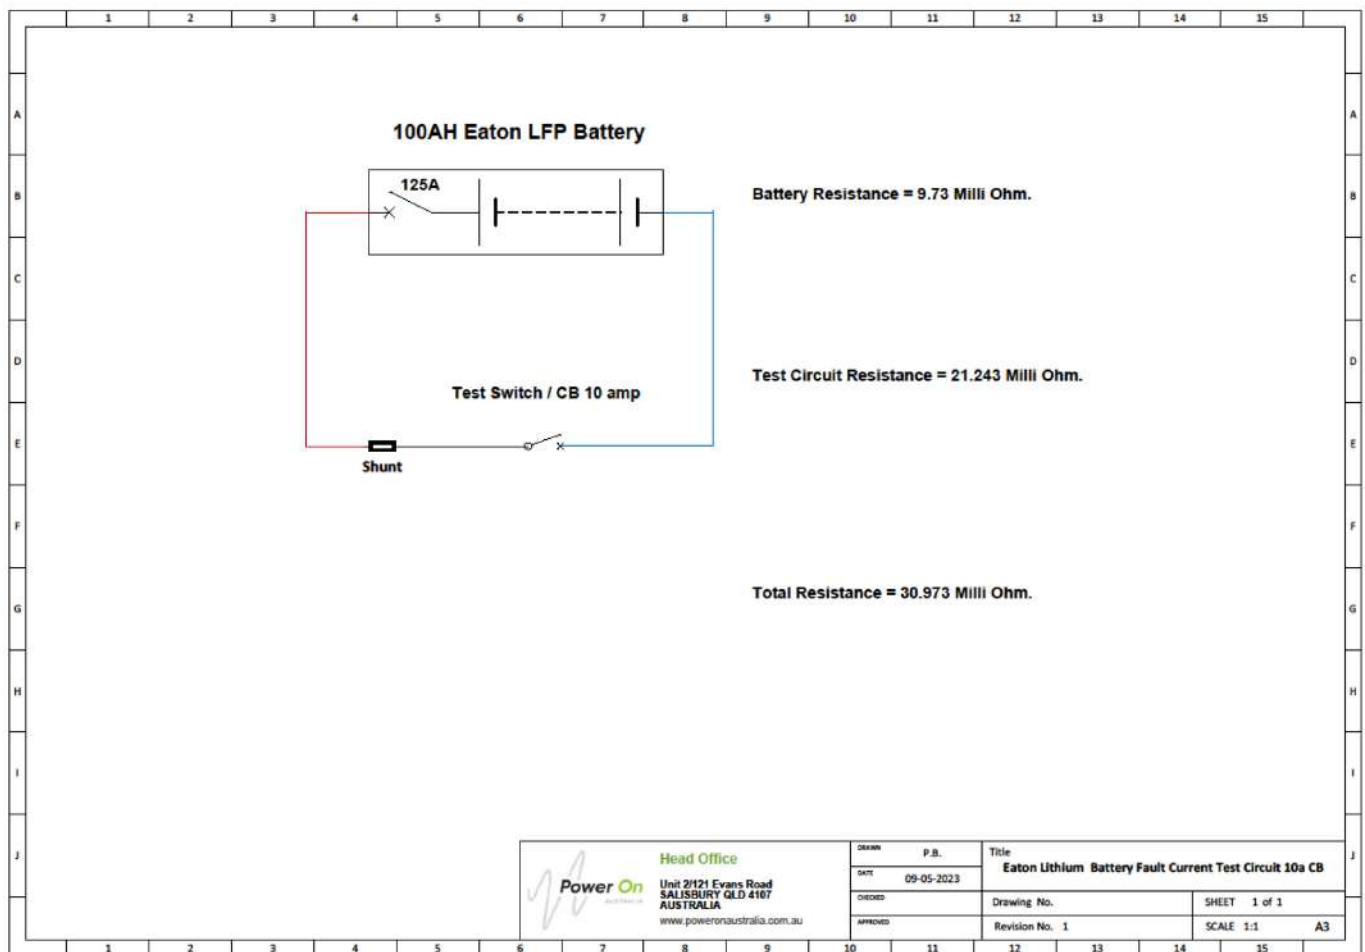 1 2 3 4 5 6 7 8 9 10 11 12 13 14 15
A A
100AH Eaton LFP Battery
125A
B B
Battery Resistance = 9.73 Milli Ohm.
C C
D D
Test Circuit Resistance = 21.243 Milli Ohm.
Test Switch / CB 10 amp
E E
Shunt
F F
G G
Total Resistance = 30.973 Milli Ohm.
H H
I I
J J
Power On
AUSTRALIA
Head Office
Unit 2/121 Evans Road
SALISBURY QLD 4107
AUSTRALIA
www.poweronaustralia.com.au
DRAWN P.B.
DATE 09-05-2023
CHECKED
APPROVED
Title
Eaton Lithium Battery Fault Current Test Circuit 10a CB
Drawing No. SHEET 1 of 1
Revision No. 1 SCALE 1:1 A3
1 2 3 4 5 6 7 8 9 10 11 12 13 14 15